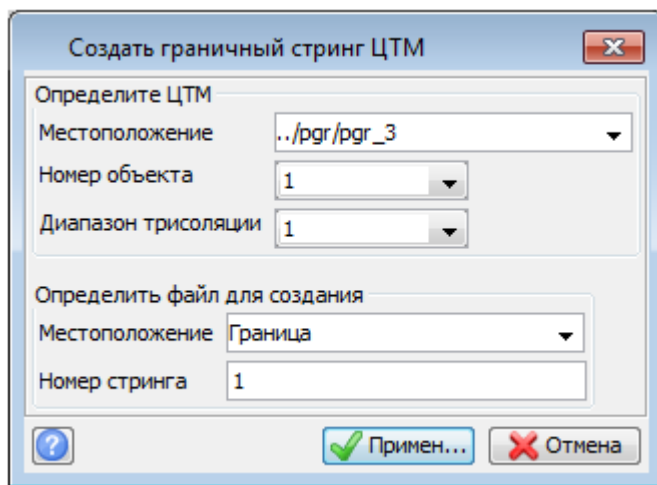 Создать граничный стринг ЦТМ
Определите ЦТМ
Местоположение ../pgr/pgr_3
Номер объекта 1
Диапазон трисоляции 1
Определить файл для создания
Местоположение Граница
Номер стринга 1
? Примен... Отмена